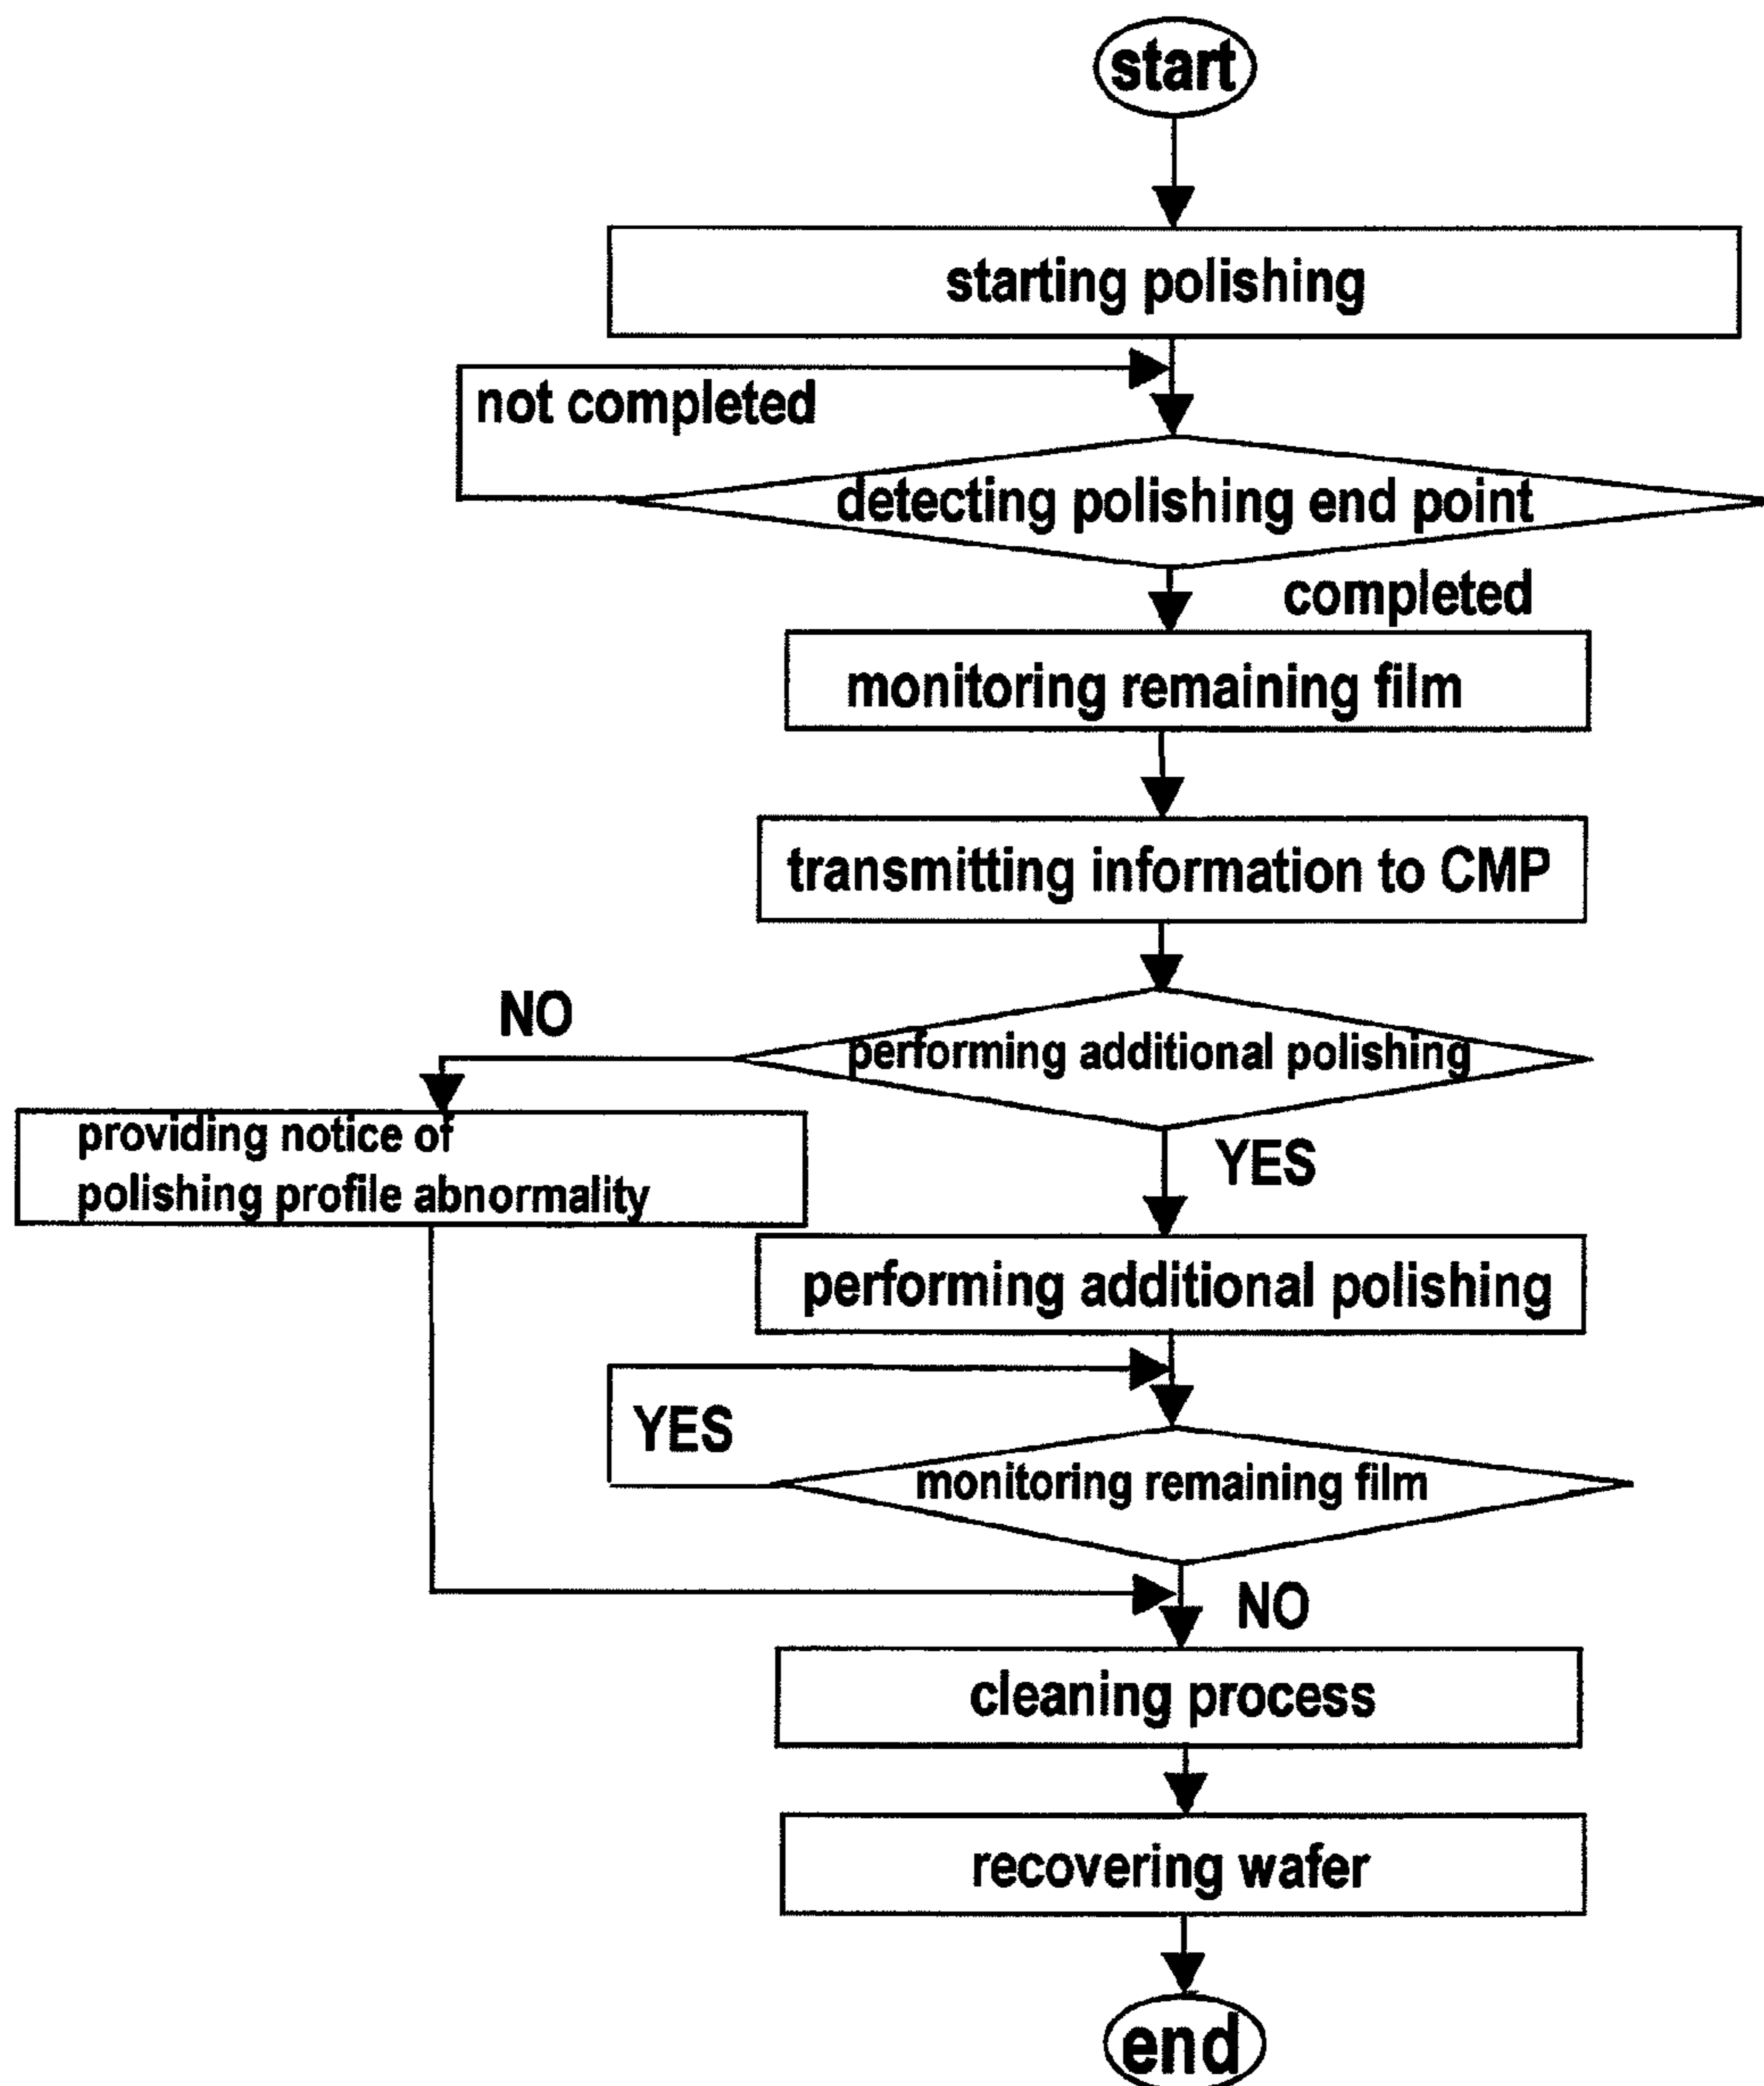 start
starting polishing
not completed
detecting polishing end point
completed
monitoring remaining film
transmitting information to CMP
NO
performing additional polishing
providing notice of
polishing profile abnormality
YES
performing additional polishing
YES
monitoring remaining film
NO
cleaning process
recovering wafer
end